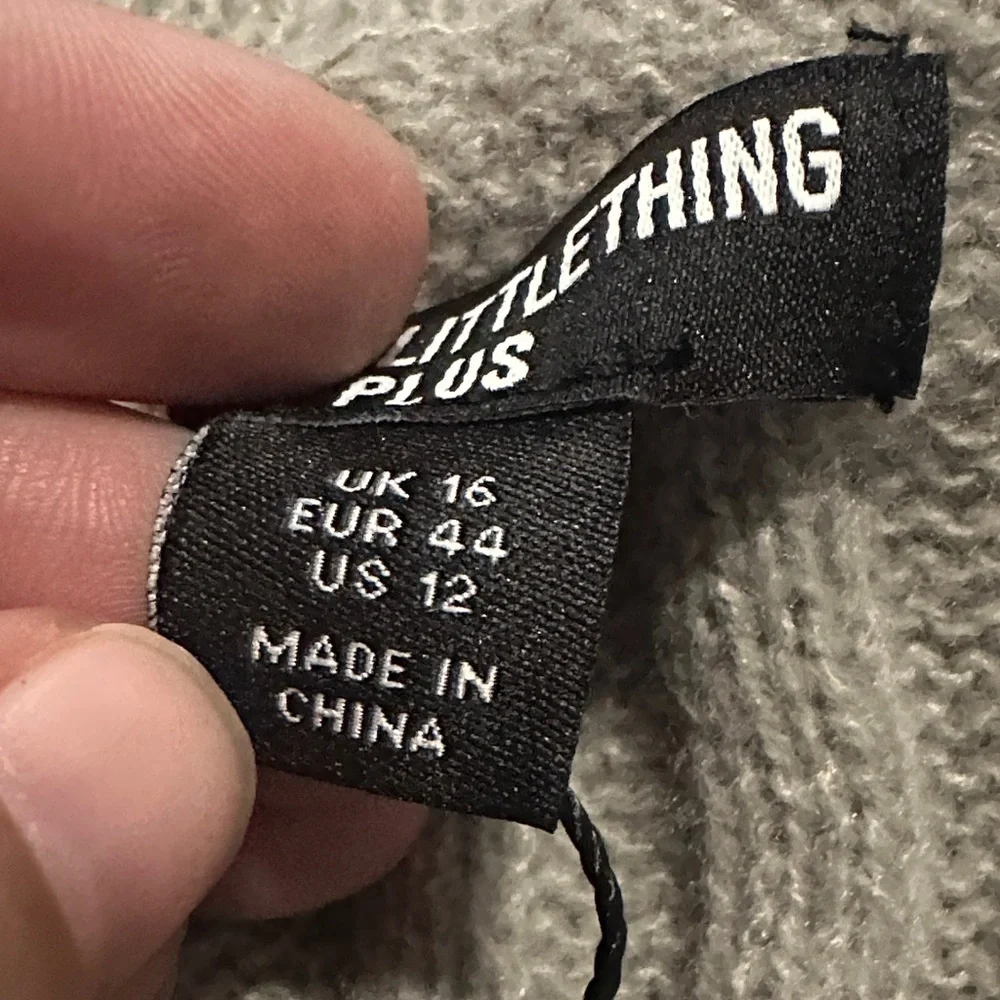 LITTLETHING
PLUS
UK 16
EUR 44
US 12
MADE IN
CHINA